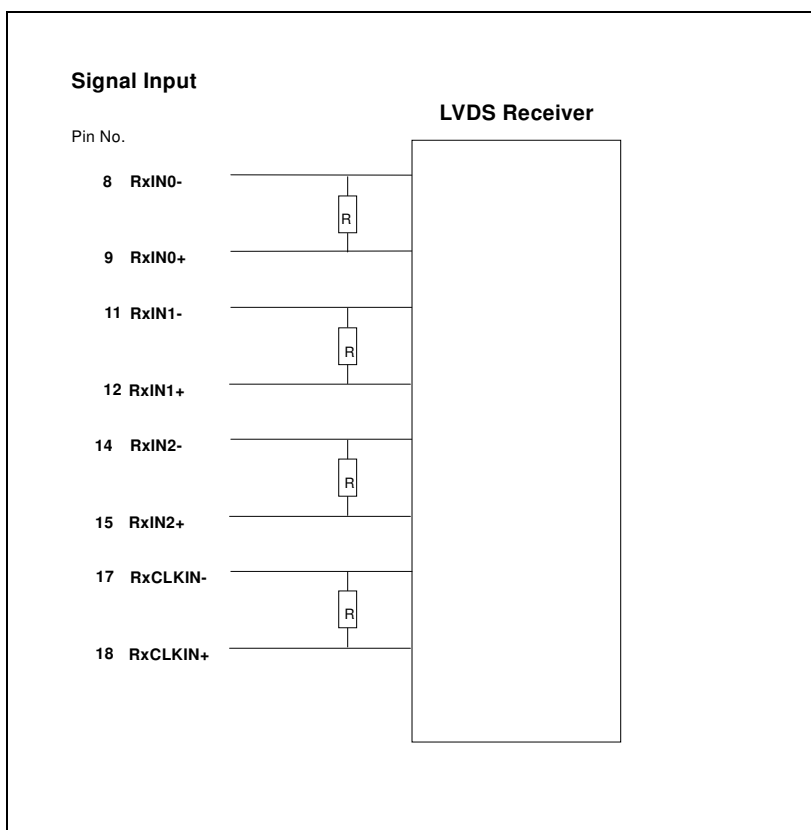 Signal Input
LVDS Receiver
Pin No.
8 RxIN0-
R
9 RxIN0+
11 RxIN1-
R
12 RxIN1+
14 RxIN2-
R
15 RxIN2+
17 RxCLKIN-
R
18 RxCLKIN+